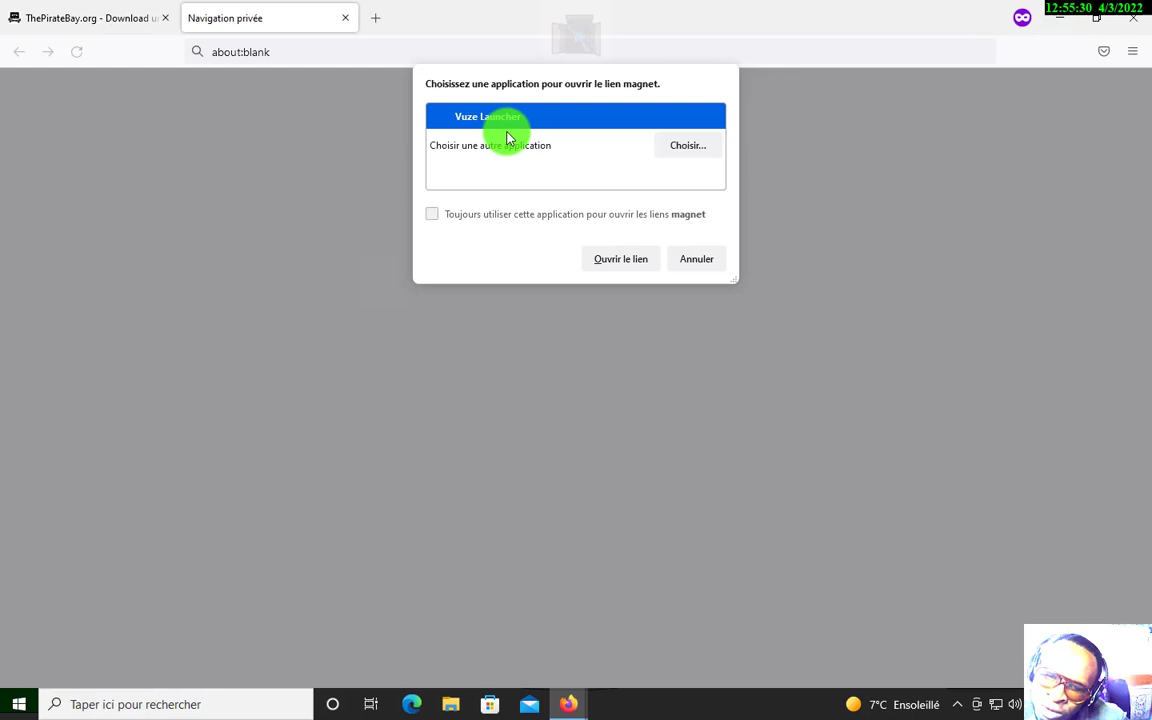 ThePirateBay.org - Download u
Navigation privée
12:55:30 4/3/2022
about:blank
Choisissez une application pour ouvrir le lien magnet.
Vuze Launcher
Choisir une autre application
Choisir...
Toujours utiliser cette application pour ouvrir les liens magnet
Ouvrir le lien
Annuler
Taper ici pour rechercher
7°C Ensoleillé